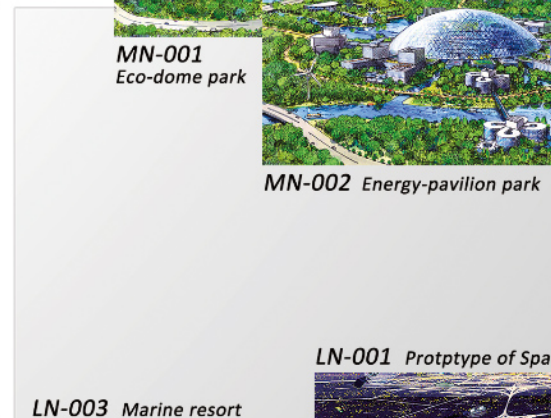 MN-001
Eco-dome park
MN-002 Energy-pavilion park
LN-001 Protptype of Spa
LN-003 Marine resort